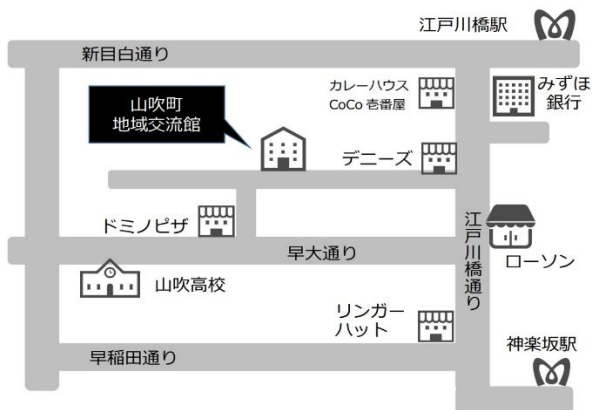 江戸川橋駅
新目白通り
カレーハウス
CoCo 壱番屋
みずほ
銀行
山吹町
地域交流館
デニーズ
ドミノピザ
江戸川橋通り
早大通り
ローソン
山吹高校
リンガー
ハット
早稲田通り
神楽坂駅